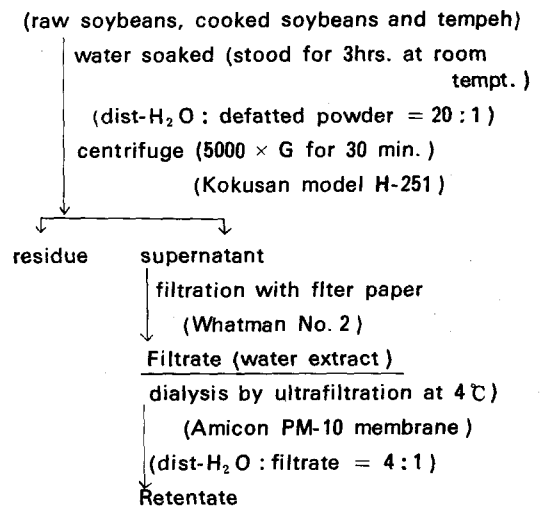 (raw soybeans, cooked soybeans and tempeh)
water soaked (stood for 3hrs. at room
tempt.)
(dist-H₂O : defatted powder = 20 : 1)
centrifuge (5000 × G for 30 min.)
(Kokusan model H-251)
residue supernatant
filtration with flter paper
(Whatman No. 2)
Filtrate (water extract)
dialysis by ultrafiltration at 4℃)
(Amicon PM-10 membrane)
(dist-H₂O : filtrate = 4 : 1)
Retentate